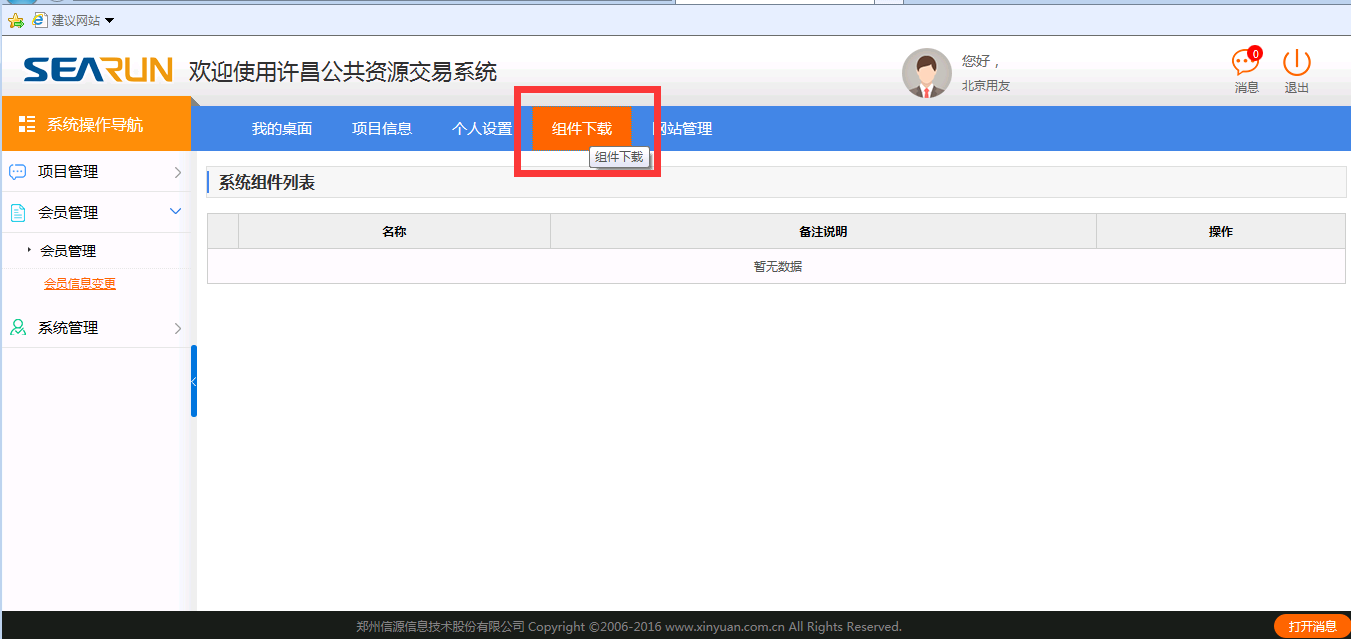 建议网站
SEARUN 欢迎使用许昌公共资源交易系统
您好，
北京用友
0
消息 退出
系统操作导航
我的桌面 项目信息 个人设置 组件下载 网站管理
组件下载
项目管理
会员管理
会员管理
会员信息变更
系统管理
系统组件列表
名称 备注说明 操作
暂无数据
郑州信源信息技术股份有限公司 Copyright ©2006-2016 www.xinyuan.com.cn All Rights Reserved.
打开消息